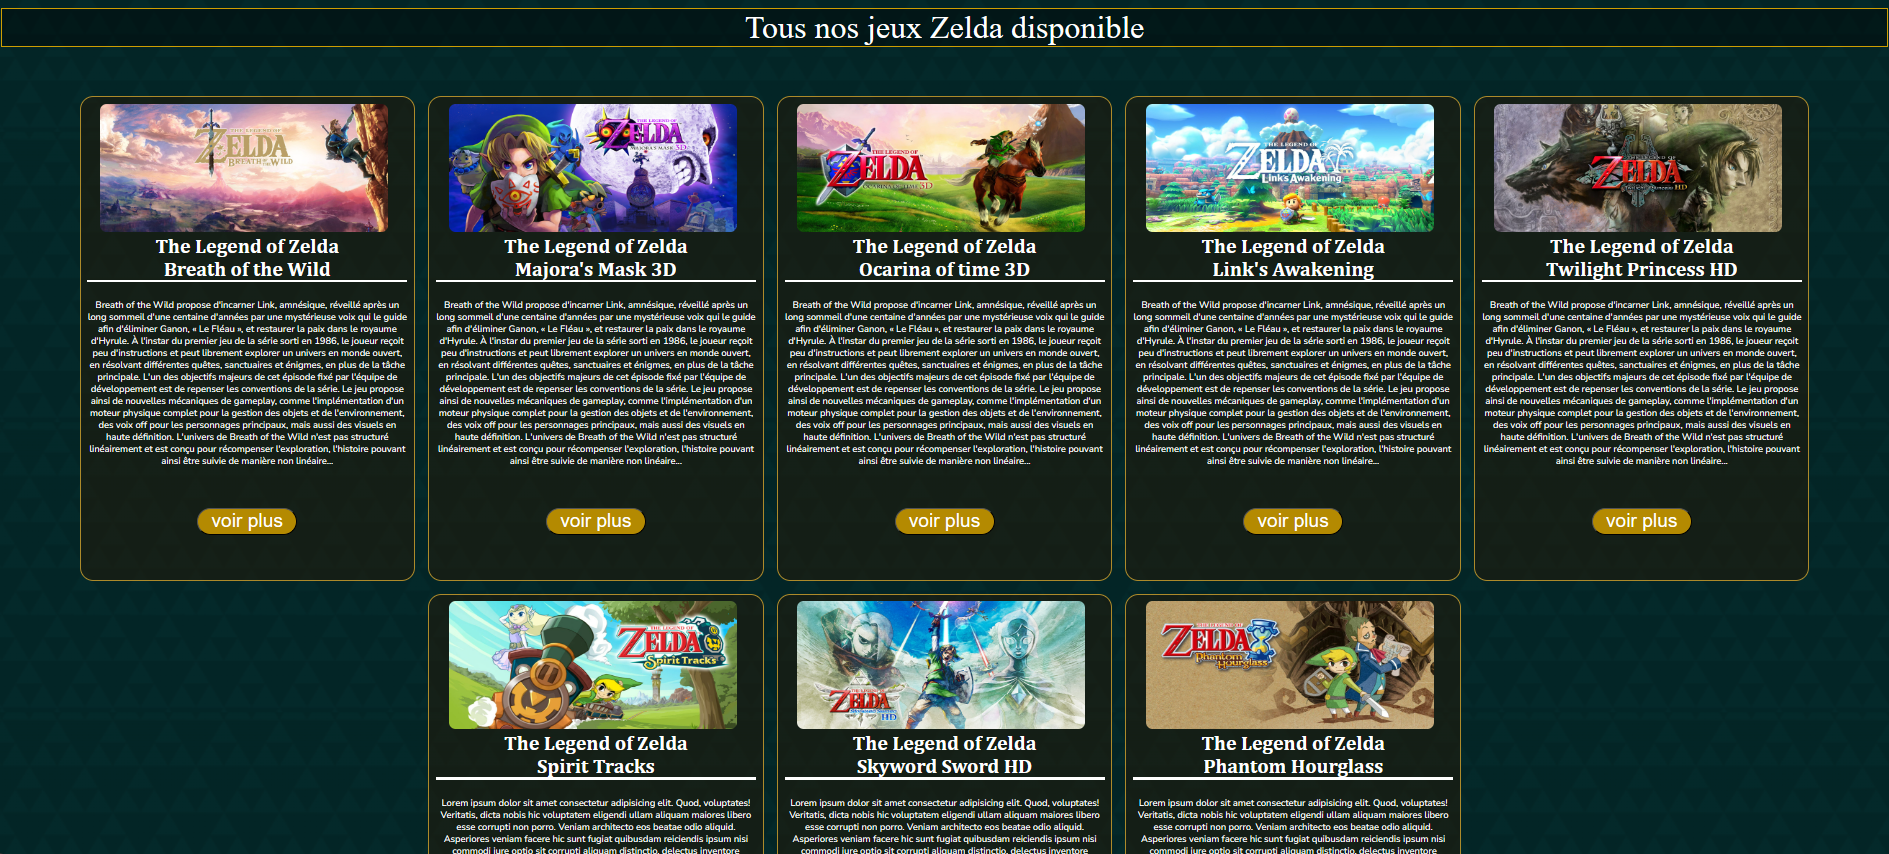 Tous nos jeux Zelda disponible
THE LEGEND OF
ZELDA
BREATH OF THE WILD
The Legend of Zelda
Breath of the Wild
Breath of the Wild propose d'incarner Link, amnésique, réveillé après un
long sommeil d'une centaine d'années par une mystérieuse voix qui le guide
afin d'éliminer Ganon, « Le Fléau », et restaurer la paix dans le royaume
d'Hyrule. À l'instar du premier jeu de la série sorti en 1986, le joueur reçoit
peu d'instructions et peut librement explorer un univers en monde ouvert,
en résolvant différentes quêtes, sanctuaires et énigmes, en plus de la tâche
principale. L'un des objectifs majeurs de cet épisode fixé par l'équipe de
développement est de repenser les conventions de la série. Le jeu propose
ainsi de nouvelles mécaniques de gameplay, comme l'implémentation d'un
moteur physique complet pour la gestion des objets et de l'environnement,
des voix off pour les personnages principaux, mais aussi des visuels en
haute définition. L'univers de Breath of the Wild n'est pas structuré
linéairement et est conçu pour récompenser l'exploration, l'histoire pouvant
ainsi être suivie de manière non linéaire...
voir plus
THE LEGEND OF
ZELDA
MAJORA'S MASK 3D
The Legend of Zelda
Majora's Mask 3D
Breath of the Wild propose d'incarner Link, amnésique, réveillé après un
long sommeil d'une centaine d'années par une mystérieuse voix qui le guide
afin d'éliminer Ganon, « Le Fléau », et restaurer la paix dans le royaume
d'Hyrule. À l'instar du premier jeu de la série sorti en 1986, le joueur reçoit
peu d'instructions et peut librement explorer un univers en monde ouvert,
en résolvant différentes quêtes, sanctuaires et énigmes, en plus de la tâche
principale. L'un des objectifs majeurs de cet épisode fixé par l'équipe de
développement est de repenser les conventions de la série. Le jeu propose
ainsi de nouvelles mécaniques de gameplay, comme l'implémentation d'un
moteur physique complet pour la gestion des objets et de l'environnement,
des voix off pour les personnages principaux, mais aussi des visuels en
haute définition. L'univers de Breath of the Wild n'est pas structuré
linéairement et est conçu pour récompenser l'exploration, l'histoire pouvant
ainsi être suivie de manière non linéaire...
voir plus
THE LEGEND OF
ZELDA
OCARINA OF TIME 3D
The Legend of Zelda
Ocarina of time 3D
Breath of the Wild propose d'incarner Link, amnésique, réveillé après un
long sommeil d'une centaine d'années par une mystérieuse voix qui le guide
afin d'éliminer Ganon, « Le Fléau », et restaurer la paix dans le royaume
d'Hyrule. À l'instar du premier jeu de la série sorti en 1986, le joueur reçoit
peu d'instructions et peut librement explorer un univers en monde ouvert,
en résolvant différentes quêtes, sanctuaires et énigmes, en plus de la tâche
principale. L'un des objectifs majeurs de cet épisode fixé par l'équipe de
développement est de repenser les conventions de la série. Le jeu propose
ainsi de nouvelles mécaniques de gameplay, comme l'implémentation d'un
moteur physique complet pour la gestion des objets et de l'environnement,
des voix off pour les personnages principaux, mais aussi des visuels en
haute définition. L'univers de Breath of the Wild n'est pas structuré
linéairement et est conçu pour récompenser l'exploration, l'histoire pouvant
ainsi être suivie de manière non linéaire...
voir plus
THE LEGEND OF
ZELDA
Link's Awakening
The Legend of Zelda
Link's Awakening
Breath of the Wild propose d'incarner Link, amnésique, réveillé après un
long sommeil d'une centaine d'années par une mystérieuse voix qui le guide
afin d'éliminer Ganon, « Le Fléau », et restaurer la paix dans le royaume
d'Hyrule. À l'instar du premier jeu de la série sorti en 1986, le joueur reçoit
peu d'instructions et peut librement explorer un univers en monde ouvert,
en résolvant différentes quêtes, sanctuaires et énigmes, en plus de la tâche
principale. L'un des objectifs majeurs de cet épisode fixé par l'équipe de
développement est de repenser les conventions de la série. Le jeu propose
ainsi de nouvelles mécaniques de gameplay, comme l'implémentation d'un
moteur physique complet pour la gestion des objets et de l'environnement,
des voix off pour les personnages principaux, mais aussi des visuels en
haute définition. L'univers de Breath of the Wild n'est pas structuré
linéairement et est conçu pour récompenser l'exploration, l'histoire pouvant
ainsi être suivie de manière non linéaire...
voir plus
THE LEGEND OF
ZELDA
Twilight Princess HD
The Legend of Zelda
Twilight Princess HD
Breath of the Wild propose d'incarner Link, amnésique, réveillé après un
long sommeil d'une centaine d'années par une mystérieuse voix qui le guide
afin d'éliminer Ganon, « Le Fléau », et restaurer la paix dans le royaume
d'Hyrule. À l'instar du premier jeu de la série sorti en 1986, le joueur reçoit
peu d'instructions et peut librement explorer un univers en monde ouvert,
en résolvant différentes quêtes, sanctuaires et énigmes, en plus de la tâche
principale. L'un des objectifs majeurs de cet épisode fixé par l'équipe de
développement est de repenser les conventions de la série. Le jeu propose
ainsi de nouvelles mécaniques de gameplay, comme l'implémentation d'un
moteur physique complet pour la gestion des objets et de l'environnement,
des voix off pour les personnages principaux, mais aussi des visuels en
haute définition. L'univers de Breath of the Wild n'est pas structuré
linéairement et est conçu pour récompenser l'exploration, l'histoire pouvant
ainsi être suivie de manière non linéaire...
voir plus
THE LEGEND OF
ZELDA
Spirit Tracks
The Legend of Zelda
Spirit Tracks
Lorem ipsum dolor sit amet consectetur adipisicing elit. Quod, voluptates!
Veritatis, dicta nobis hic voluptatem eligendi ullam aliquam maiores libero
esse corrupti non porro. Veniam architecto eos beatae odio aliquid.
Asperiores veniam facere hic sunt fugiat quibusdam reiciendis ipsum nisi
commodi iure optio sit corrupti aliquam distinctio, delectus inventore
THE LEGEND OF
ZELDA
HD
The Legend of Zelda
Skyword Sword HD
Lorem ipsum dolor sit amet consectetur adipisicing elit. Quod, voluptates!
Veritatis, dicta nobis hic voluptatem eligendi ullam aliquam maiores libero
esse corrupti non porro. Veniam architecto eos beatae odio aliquid.
Asperiores veniam facere hic sunt fugiat quibusdam reiciendis ipsum nisi
commodi iure optio sit corrupti aliquam distinctio, delectus inventore
THE LEGEND OF
ZELDA
Phantom
Hourglass
The Legend of Zelda
Phantom Hourglass
Lorem ipsum dolor sit amet consectetur adipisicing elit. Quod, voluptates!
Veritatis, dicta nobis hic voluptatem eligendi ullam aliquam maiores libero
esse corrupti non porro. Veniam architecto eos beatae odio aliquid.
Asperiores veniam facere hic sunt fugiat quibusdam reiciendis ipsum nisi
commodi iure optio sit corrupti aliquam distinctio, delectus inventore